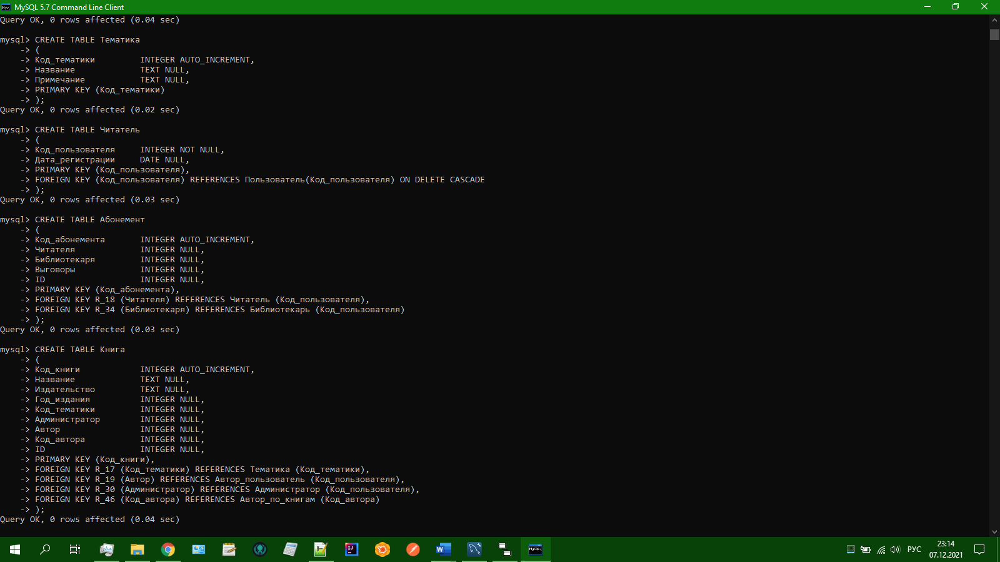 MySQL 5.7 Command Line Client
Query OK, 0 rows affected (0.04 sec)
mysql> CREATE TABLE Тематика
    -> (
    -> Код_тематики         INTEGER AUTO_INCREMENT,
    -> Название             TEXT NULL,
    -> Примечание           TEXT NULL,
    -> PRIMARY KEY (Код_тематики)
    -> );
Query OK, 0 rows affected (0.02 sec)
mysql> CREATE TABLE Читатель
    -> (
    -> Код_пользователя     INTEGER NOT NULL,
    -> Дата_регистрации     DATE NULL,
    -> PRIMARY KEY (Код_пользователя),
    -> FOREIGN KEY (Код_пользователя) REFERENCES Пользователь(Код_пользователя) ON DELETE CASCADE
    -> );
Query OK, 0 rows affected (0.03 sec)
mysql> CREATE TABLE Абонемент
    -> (
    -> Код_абонемента       INTEGER AUTO_INCREMENT,
    -> Читателя             INTEGER NULL,
    -> Библиотекаря         INTEGER NULL,
    -> Выговоры             INTEGER NULL,
    -> ID                   INTEGER NULL,
    -> PRIMARY KEY (Код_абонемента),
    -> FOREIGN KEY R_18 (Читателя) REFERENCES Читатель (Код_пользователя),
    -> FOREIGN KEY R_34 (Библиотекаря) REFERENCES Библиотекарь (Код_пользователя)
    -> );
Query OK, 0 rows affected (0.03 sec)
mysql> CREATE TABLE Книга
    -> (
    -> Код_книги            INTEGER AUTO_INCREMENT,
    -> Название             TEXT NULL,
    -> Издательство         TEXT NULL,
    -> Год_издания          INTEGER NULL,
    -> Код_тематики         INTEGER NULL,
    -> Администратор        INTEGER NULL,
    -> Автор                INTEGER NULL,
    -> Код_автора           INTEGER NULL,
    -> ID                   INTEGER NULL,
    -> PRIMARY KEY (Код_книги),
    -> FOREIGN KEY R_17 (Код_тематики) REFERENCES Тематика (Код_тематики),
    -> FOREIGN KEY R_19 (Автор) REFERENCES Автор_пользователь (Код_пользователя),
    -> FOREIGN KEY R_30 (Администратор) REFERENCES Администратор (Код_пользователя),
    -> FOREIGN KEY R_46 (Код_автора) REFERENCES Автор_по_книгам (Код_автора)
    -> );
Query OK, 0 rows affected (0.04 sec)
РУС
23:14
07.12.2021